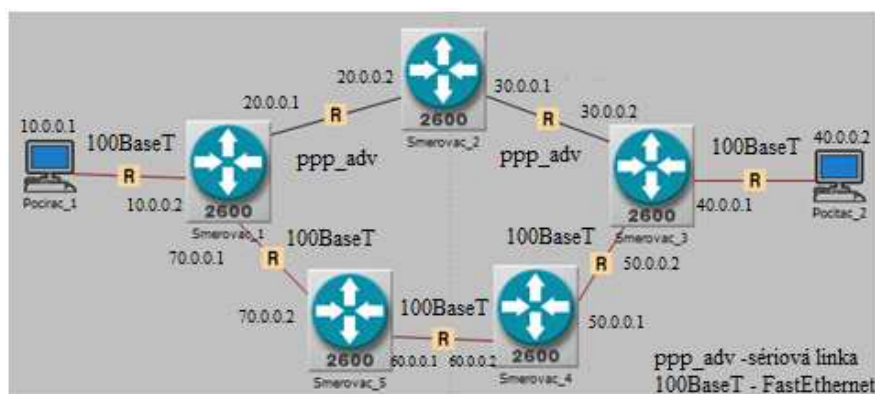 20.0.0.2
30.0.0.1
20.0.0.1
R
2600
Smerovac_2
R
30.0.0.2
10.0.0.1
100BaseT
ppp_adv
ppp_adv
100BaseT
40.0.0.2
Pocirac_1
R
10.0.0.2
2600
Smerovac_1
2600
Smerovac_3
40.0.0.1
R
Pocitac_2
70.0.0.1
R
100BaseT
100BaseT
R
50.0.0.2
70.0.0.2
2600
Smerovac_5
100BaseT
60.0.0.1
R
60.0.0.2
2600
Smerovac_4
50.0.0.1
ppp_adv -sériová linka
100BaseT - FastEthernet